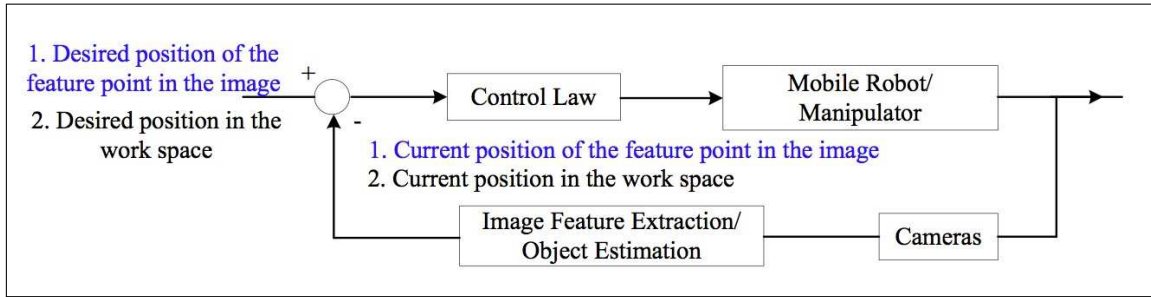 1. Desired position of the
feature point in the image
+
2. Desired position in the
work space
-
Control Law
Mobile Robot/
Manipulator
1. Current position of the feature point in the image
2. Current position in the work space
Image Feature Extraction/
Object Estimation
Cameras